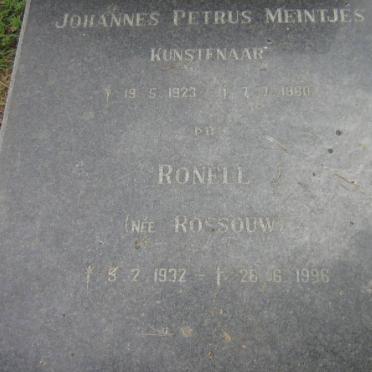 JOHANNES PETRUS MEINTJES
KUNSTENAAR
19.5.1923 † 7.7.1980
EN
RONELL
(NÉE ROSSOUW)
5.2.1932 - † 26.6.1996